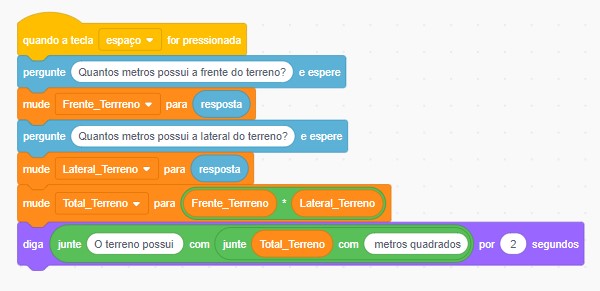 quando a tecla espaço for pressionada
pergunte Quantos metros possui a frente do terreno? e espere
mude Frente_Terrreno para resposta
pergunte Quantos metros possui a lateral do terreno? e espere
mude Lateral_Terreno para resposta
mude Total_Terreno para Frente_Terrreno * Lateral_Terreno
diga junte O terreno possui com junte Total_Terreno com metros quadrados por 2 segundos